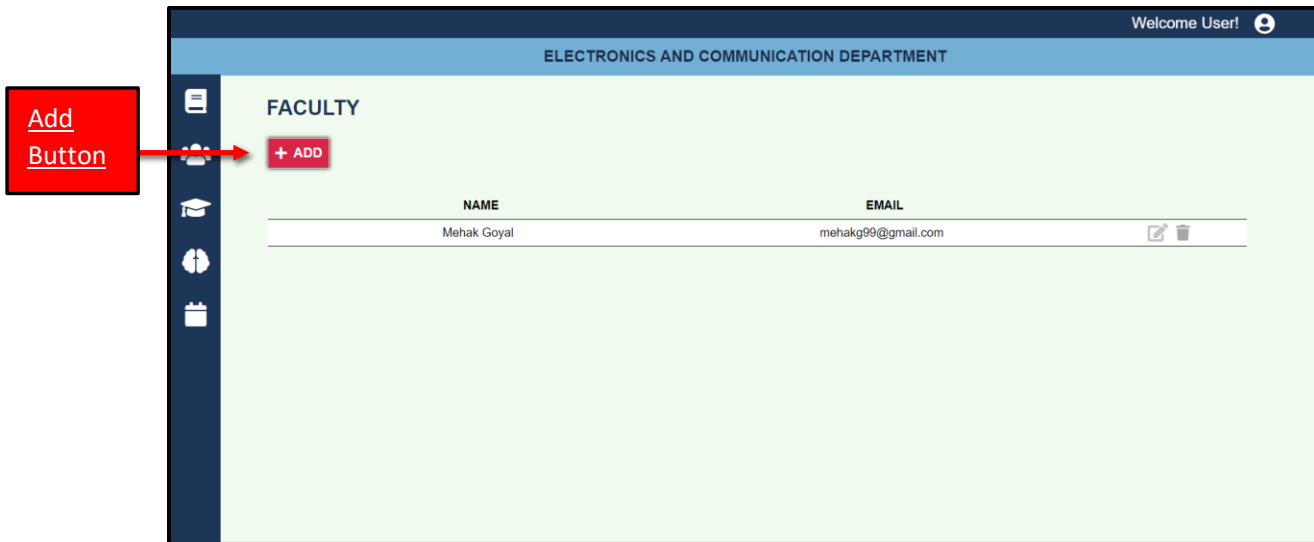 Welcome User!
ELECTRONICS AND COMMUNICATION DEPARTMENT
Add
Button
FACULTY
+ ADD
NAME EMAIL
Mehak Goyal mehakg99@gmail.com